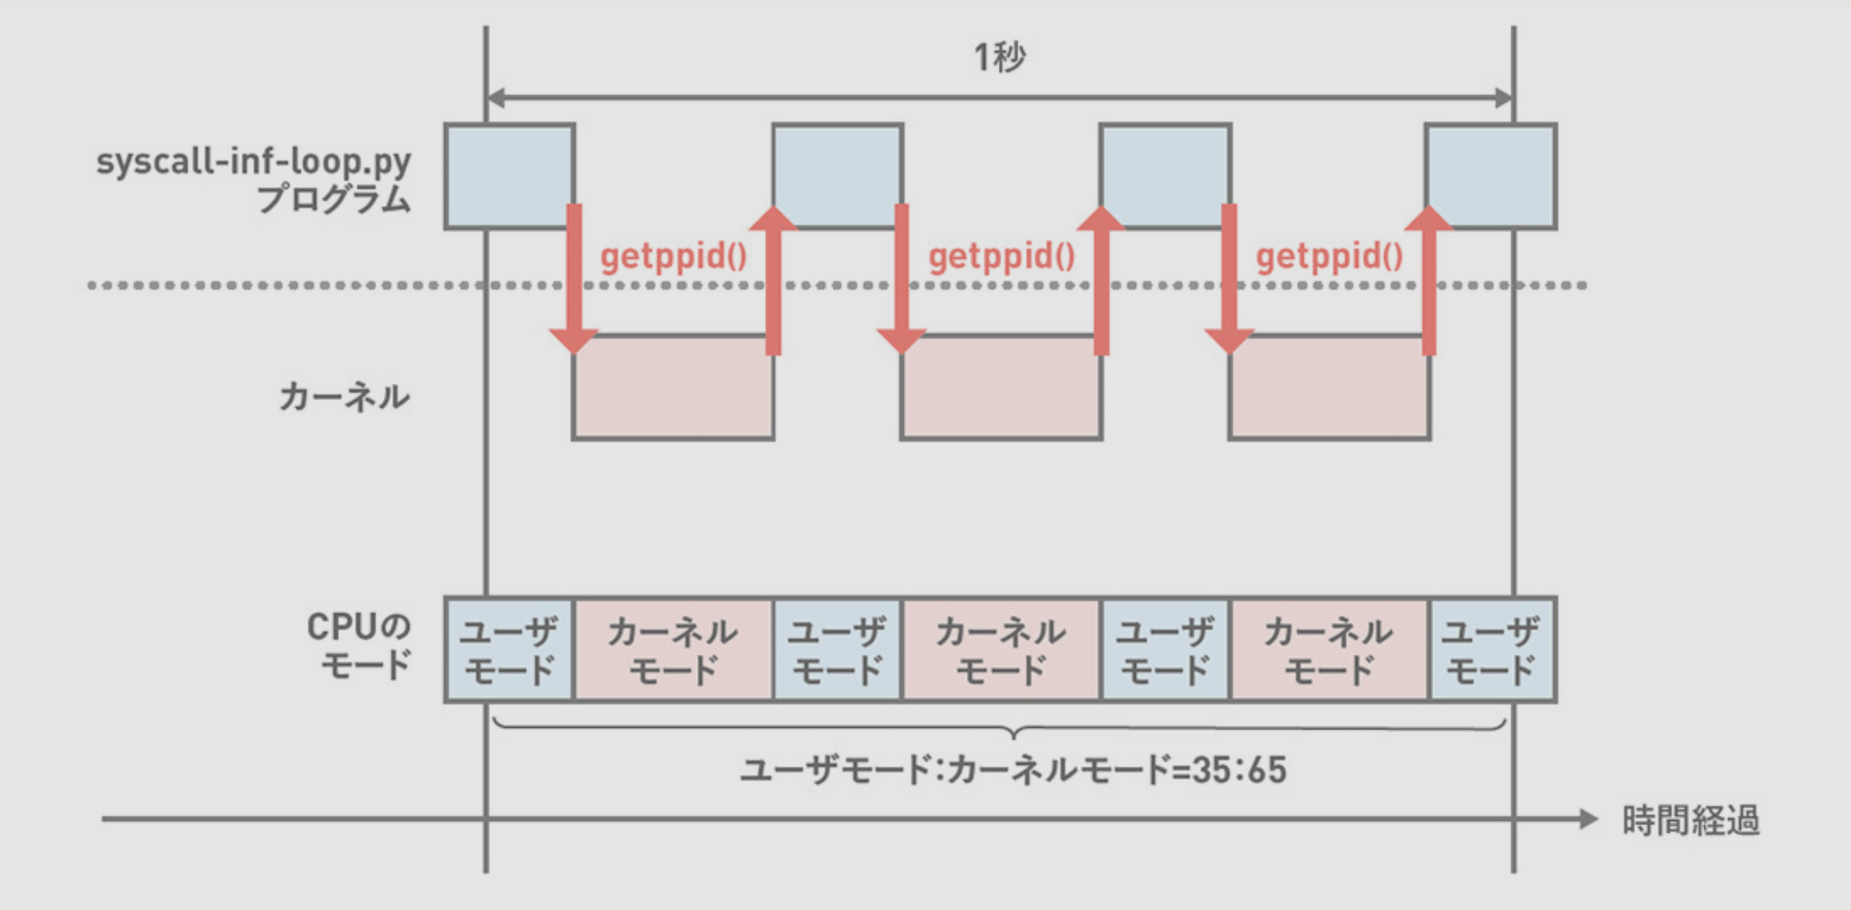 1秒
syscall-inf-loop.py
プログラム
getppid()
getppid()
getppid()
カーネル
CPUの
モード
ユーザ
モード
カーネル
モード
ユーザ
モード
カーネル
モード
ユーザ
モード
カーネル
モード
ユーザ
モード
ユーザモード:カーネルモード=35:65
時間経過